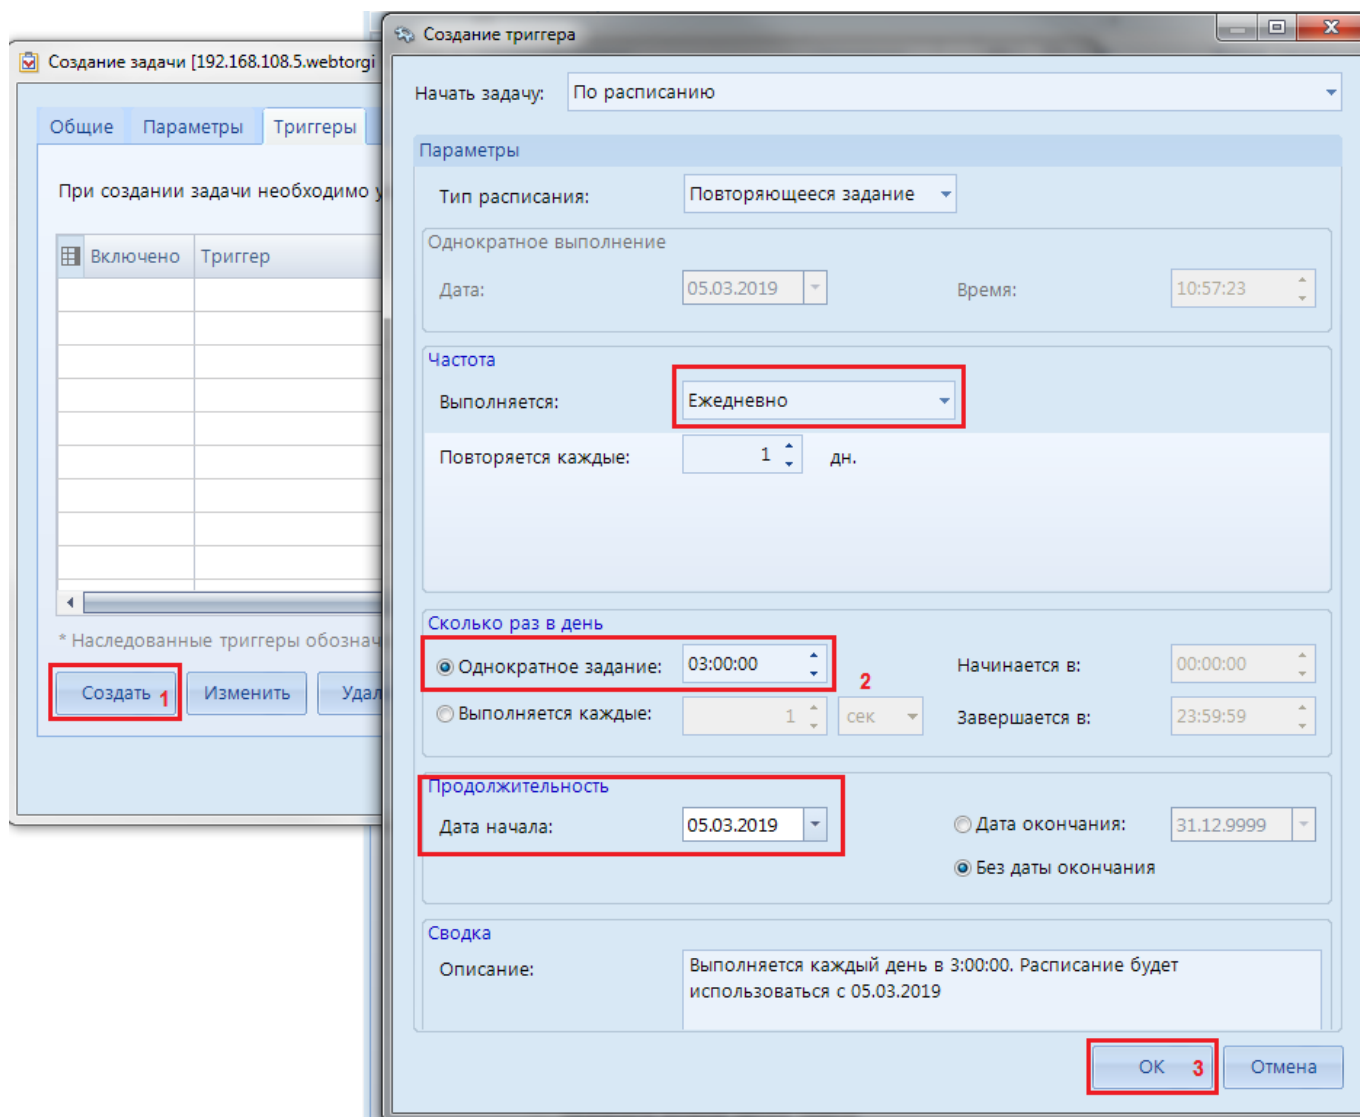 Создание задачи [192.168.108.5.webtorgi
Общие Параметры Триггеры
При создании задачи необходимо
Включено Триггер
* Наследованные триггеры
Создать 1 Изменить
Создание триггера
Начать задачу: По расписанию
Параметры
Тип расписания: Повторяющееся задание
Однократное выполнение
Дата: 05.03.2019 Время: 10:57:23
Частота
Выполняется: Ежедневно
Повторяется каждые: 1 дн.
Сколько раз в день
Однократное задание: 03:00:00 Начинается в: 00:00:00
2
Выполняется каждые: 1 сек Завершается в: 23:59:59
Продолжительность
Дата начала: 05.03.2019 Дата окончания: 31.12.9999
Без даты окончания
Сводка
Описание: Выполняется каждый день в 3:00:00. Расписание будет
использоваться с 05.03.2019
ОК 3 Отмена